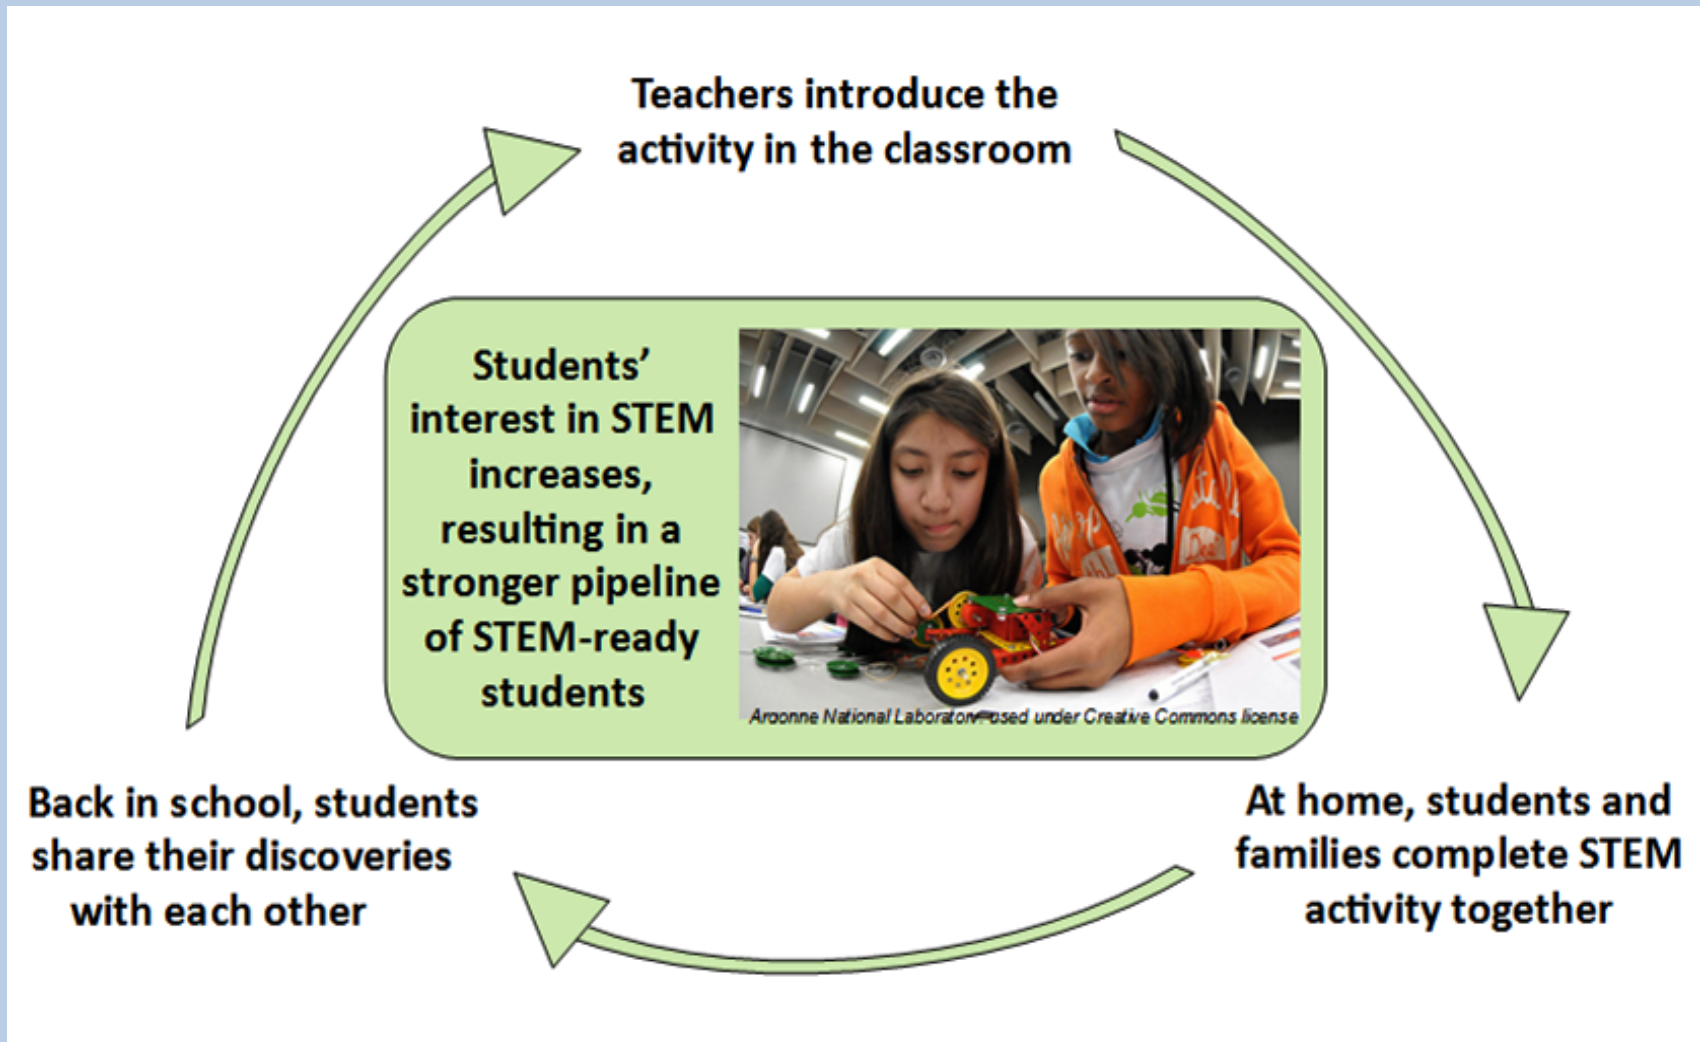 Teachers introduce the
activity in the classroom
Students’
interest in STEM
increases,
resulting in a
stronger pipeline
of STEM-ready
students
Argonne National Laboratory used under Creative Commons license
Back in school, students
share their discoveries
with each other
At home, students and
families complete STEM
activity together